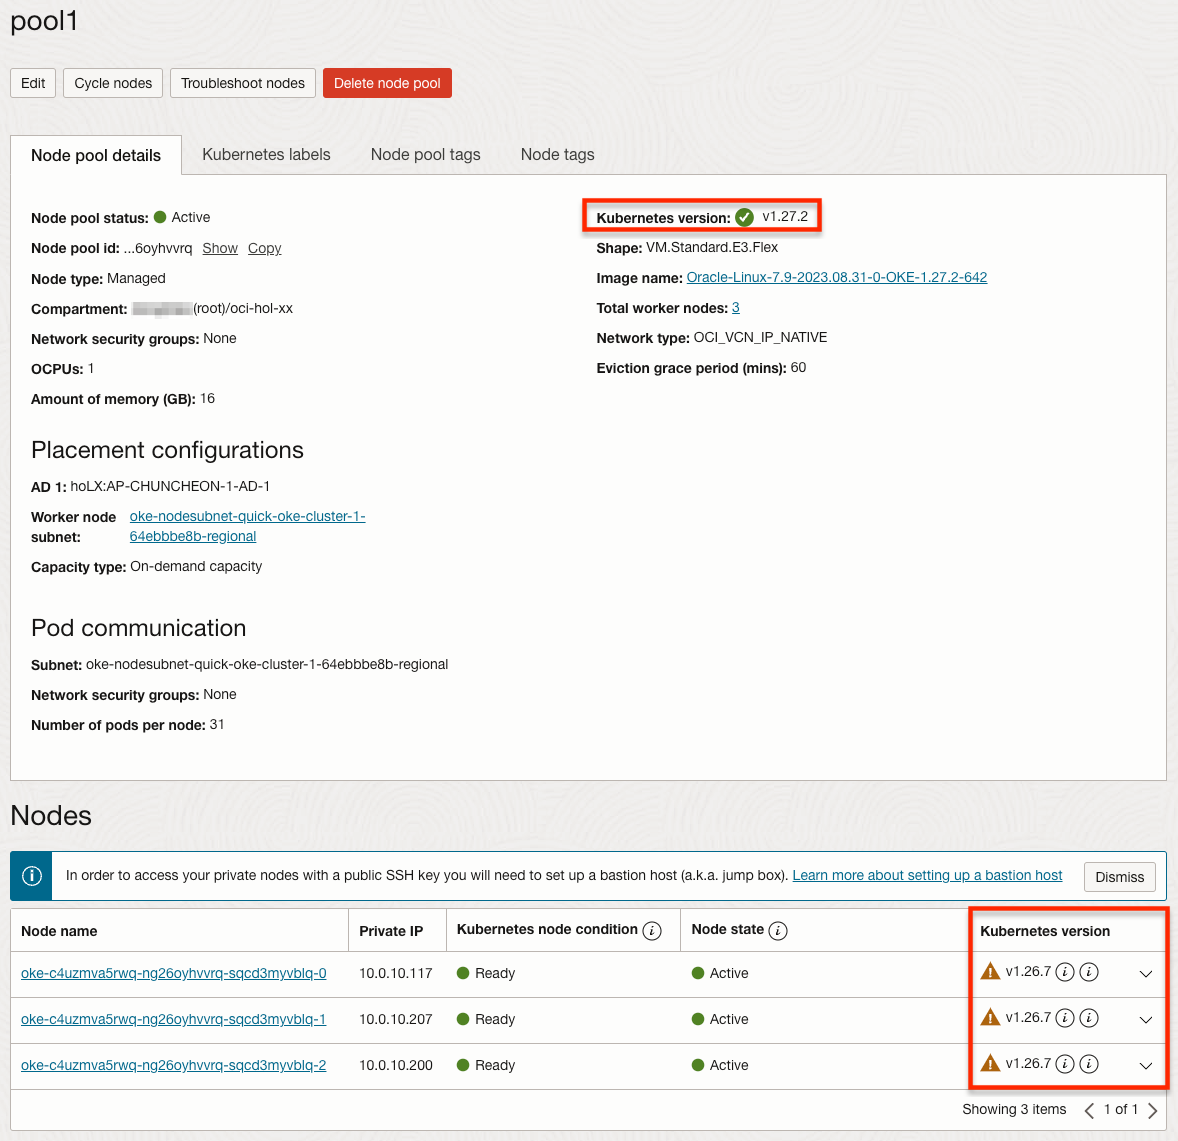 pool1
Edit
Cycle nodes
Troubleshoot nodes
Delete node pool
Node pool details
Kubernetes labels
Node pool tags
Node tags
Node pool status: Active
Node pool id: ...6oyhvvrq Show Copy
Node type: Managed
Compartment: (root)/oci-hol-xx
Network security groups: None
OCPUs: 1
Amount of memory (GB): 16
Kubernetes version: v1.27.2
Shape: VM.Standard.E3.Flex
Image name: Oracle-Linux-7.9-2023.08.31-0-OKE-1.27.2-642
Total worker nodes: 3
Network type: OCI_VCN_IP_NATIVE
Eviction grace period (mins): 60
Placement configurations
AD 1: hoLX:AP-CHUNCHEON-1-AD-1
Worker node subnet: oke-nodesubnet-quick-oke-cluster-1-
64ebbbe8b-regional
Capacity type: On-demand capacity
Pod communication
Subnet: oke-nodesubnet-quick-oke-cluster-1-64ebbbe8b-regional
Network security groups: None
Number of pods per node: 31
Nodes
In order to access your private nodes with a public SSH key you will need to set up a bastion host (a.k.a. jump box). Learn more about setting up a bastion host
Dismiss
Node name Private IP Kubernetes node condition Node state Kubernetes version
oke-c4uzmva5rwq-ng26oyhvvrq-sqcd3myvblq-0 10.0.10.117 Ready Active v1.26.7
oke-c4uzmva5rwq-ng26oyhvvrq-sqcd3myvblq-1 10.0.10.207 Ready Active v1.26.7
oke-c4uzmva5rwq-ng26oyhvvrq-sqcd3myvblq-2 10.0.10.200 Ready Active v1.26.7
Showing 3 items 1 of 1